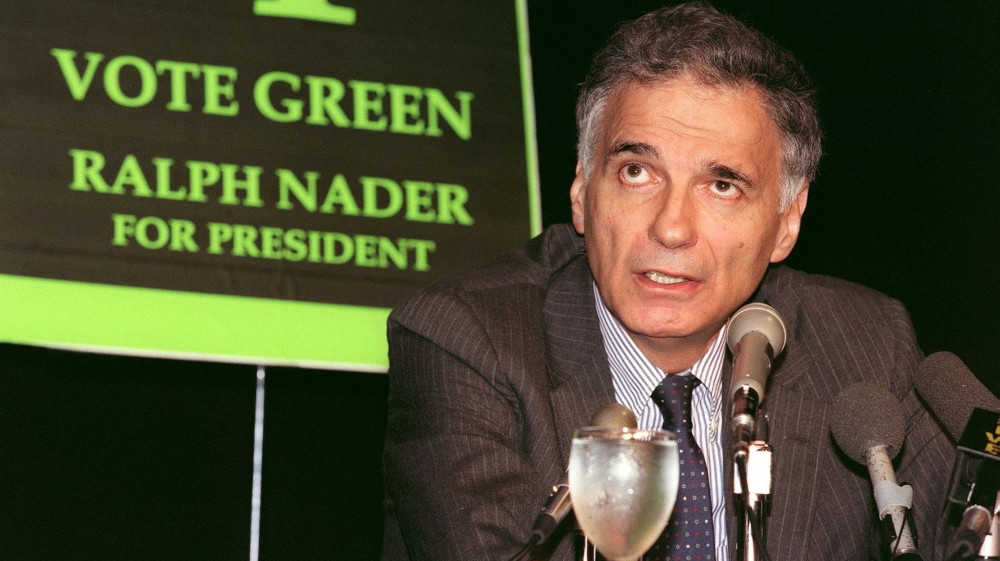 VOTE GREEN
RALPH NADER
FOR PRESIDENT